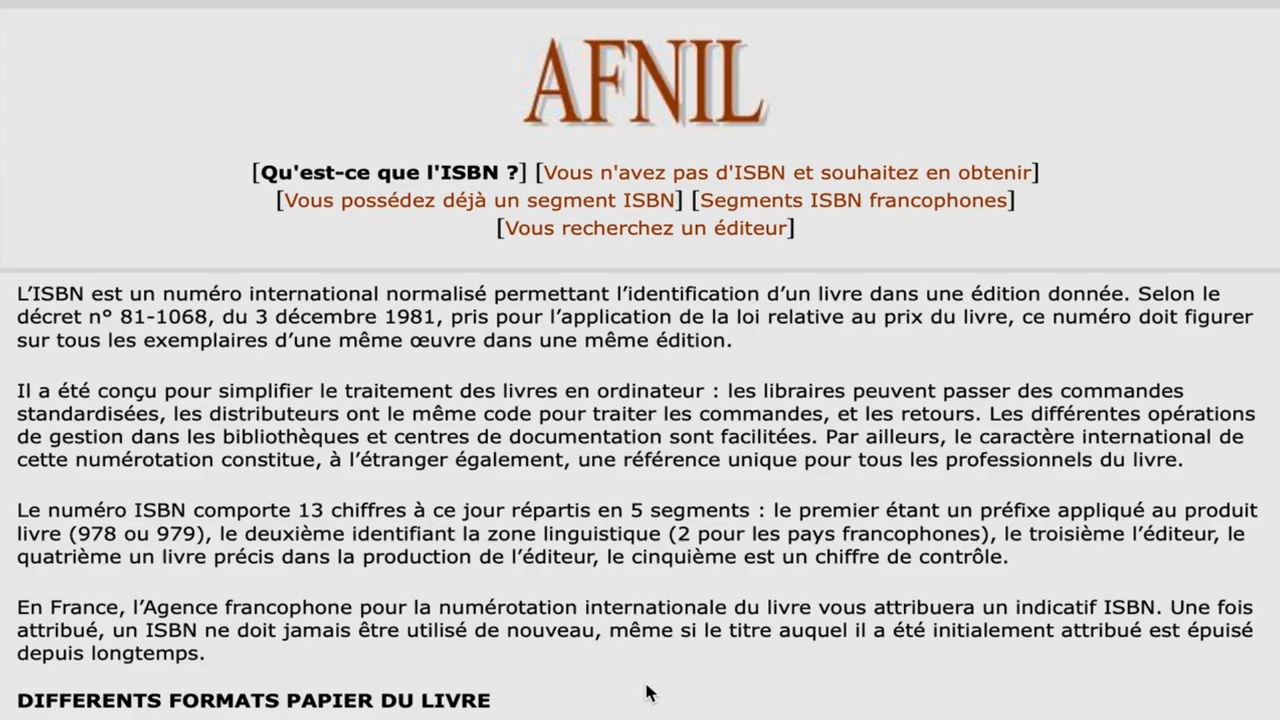 AFNIL
[Qu'est-ce que l'ISBN ?] [Vous n'avez pas d'ISBN et souhaitez en obtenir]
[Vous possédez déjà un segment ISBN] [Segments ISBN francophones]
[Vous recherchez un éditeur]
L’ISBN est un numéro international normalisé permettant l’identification d’un livre dans une édition donnée. Selon le
décret n° 81-1068, du 3 décembre 1981, pris pour l’application de la loi relative au prix du livre, ce numéro doit figurer
sur tous les exemplaires d’une même œuvre dans une même édition.
Il a été conçu pour simplifier le traitement des livres en ordinateur : les libraires peuvent passer des commandes
standardisées, les distributeurs ont le même code pour traiter les commandes, et les retours. Les différentes opérations
de gestion dans les bibliothèques et centres de documentation sont facilitées. Par ailleurs, le caractère international de
cette numérotation constitue, à l’étranger également, une référence unique pour tous les professionnels du livre.
Le numéro ISBN comporte 13 chiffres à ce jour répartis en 5 segments : le premier étant un préfixe appliqué au produit
livre (978 ou 979), le deuxième identifiant la zone linguistique (2 pour les pays francophones), le troisième l’éditeur, le
quatrième un livre précis dans la production de l’éditeur, le cinquième est un chiffre de contrôle.
En France, l’Agence francophone pour la numérotation internationale du livre vous attribuera un indicatif ISBN. Une fois
attribué, un ISBN ne doit jamais être utilisé de nouveau, même si le titre auquel il a été initialement attribué est épuisé
depuis longtemps.
DIFFERENTS FORMATS PAPIER DU LIVRE